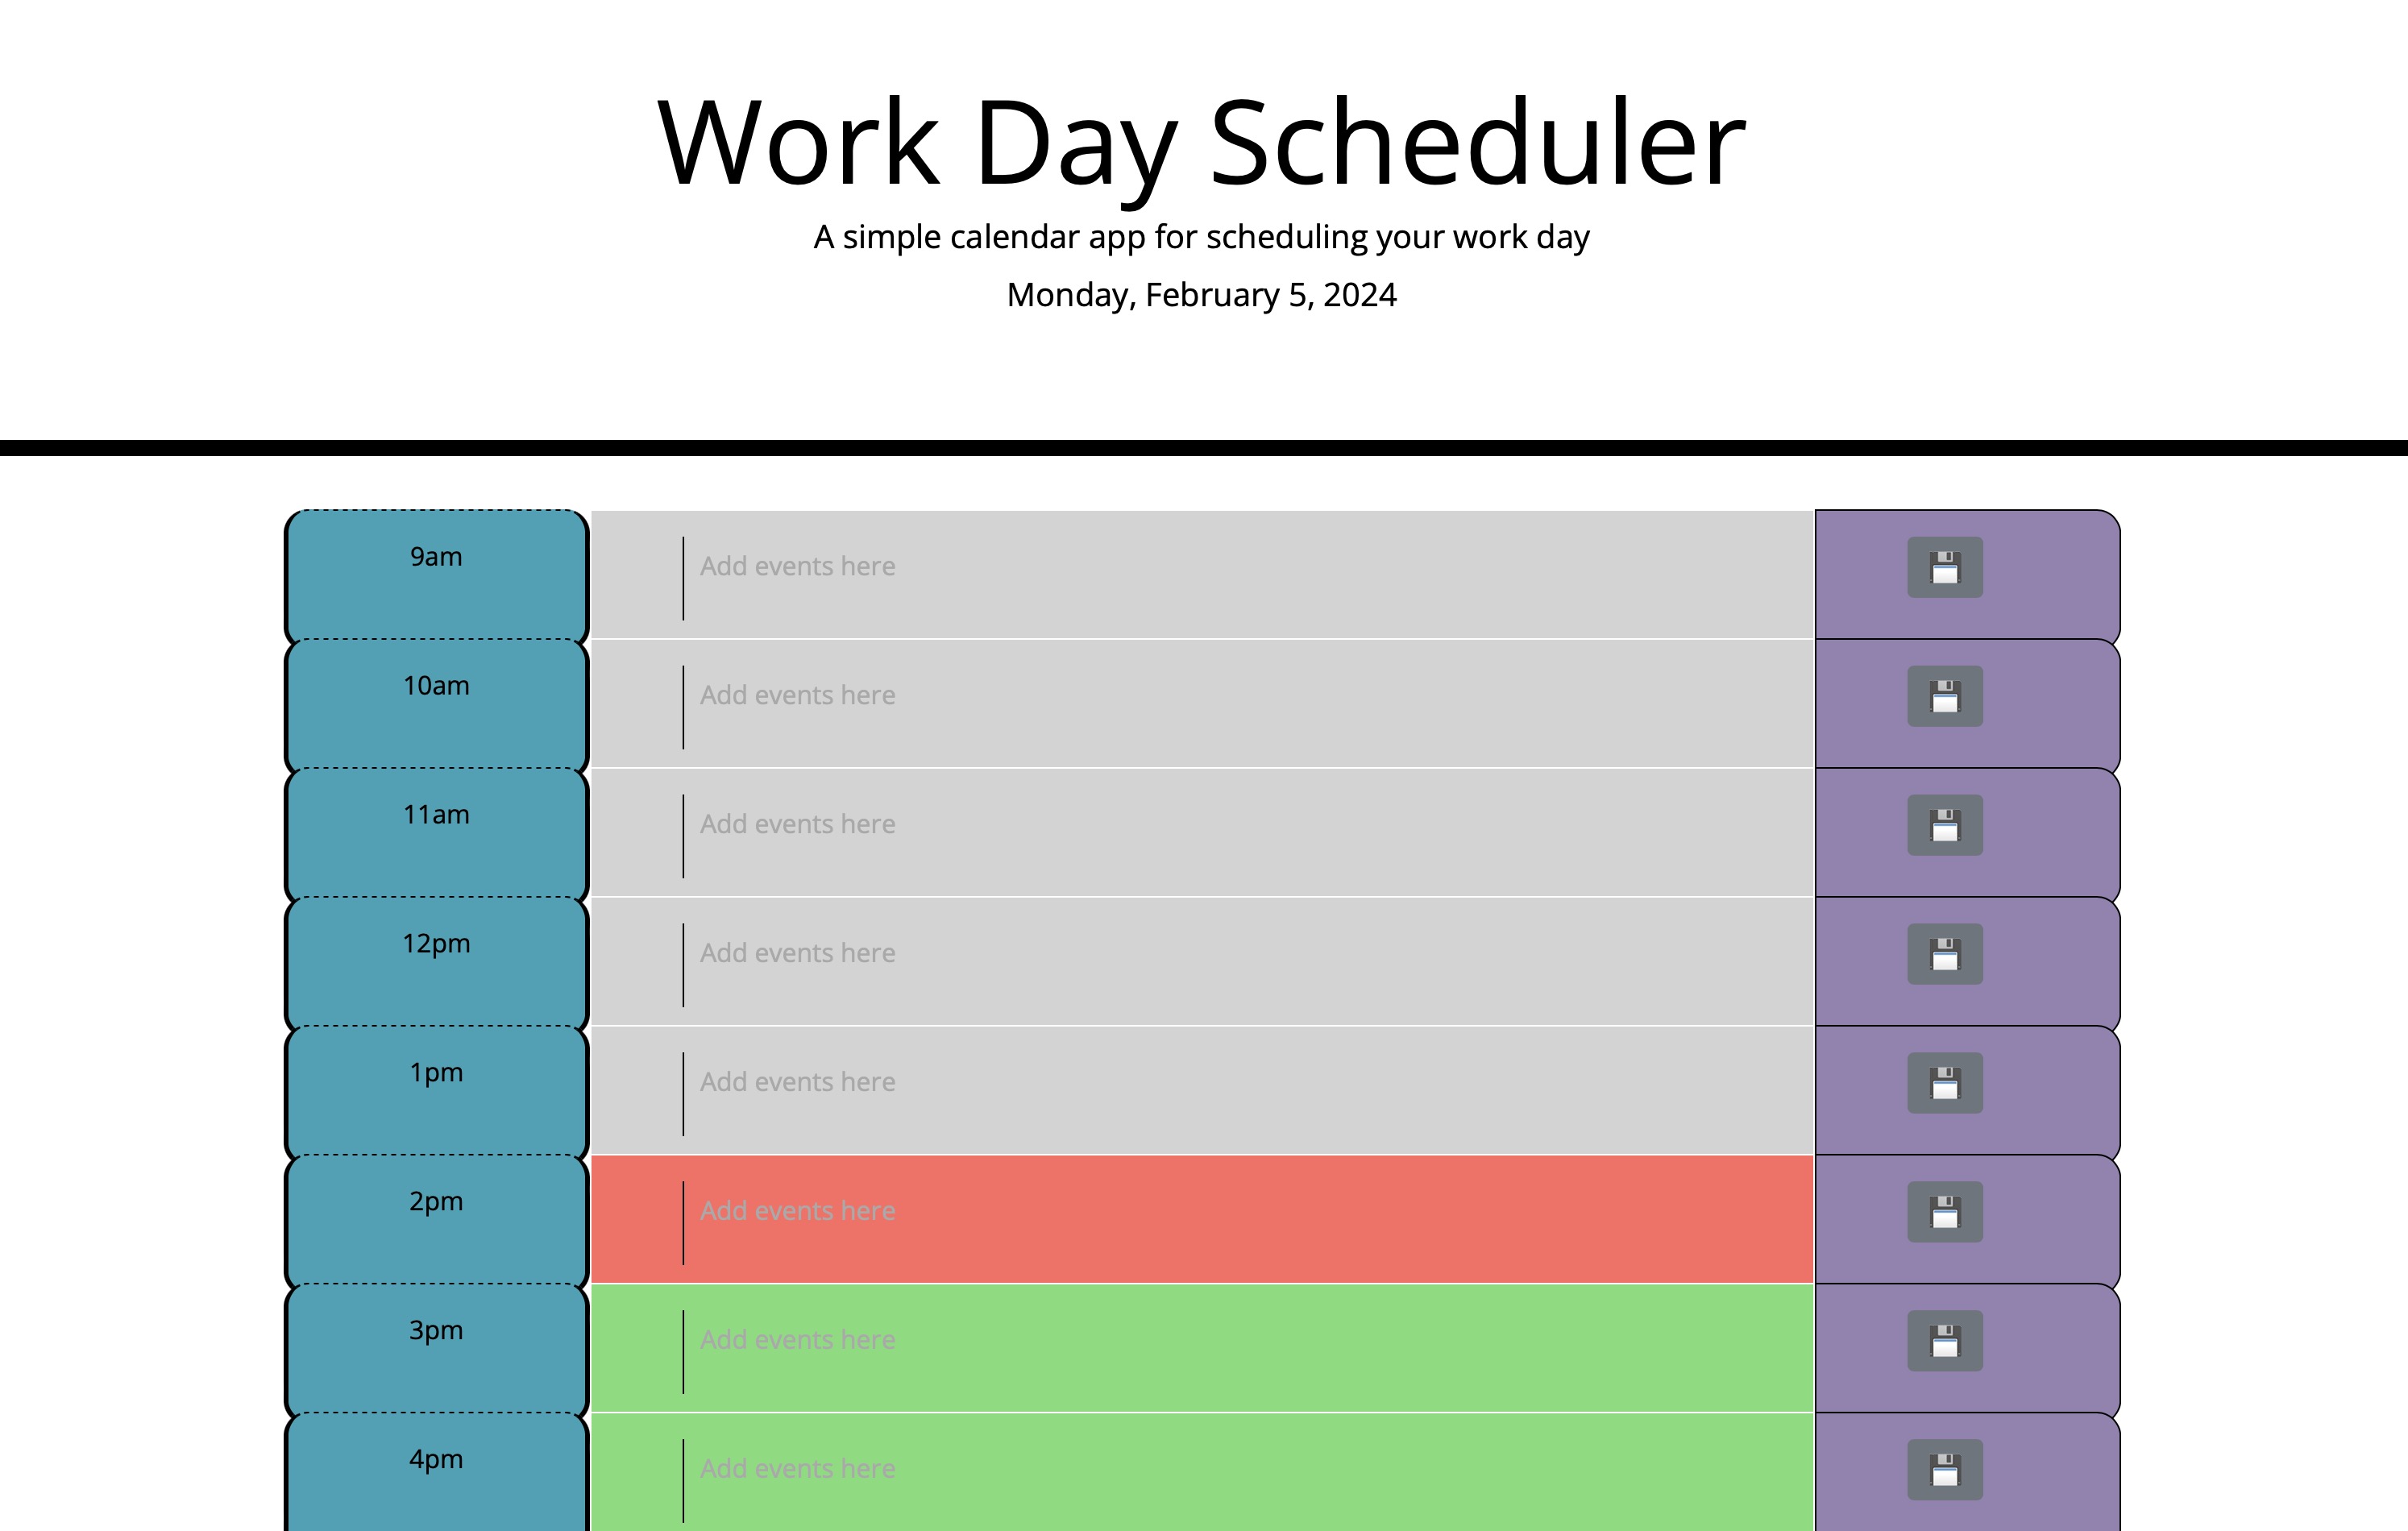 Work Day Scheduler
A simple calendar app for scheduling your work day
Monday, February 5, 2024
9am
Add events here
10am
Add events here
11am
Add events here
12pm
Add events here
1pm
Add events here
2pm
Add events here
3pm
Add events here
4pm
Add events here